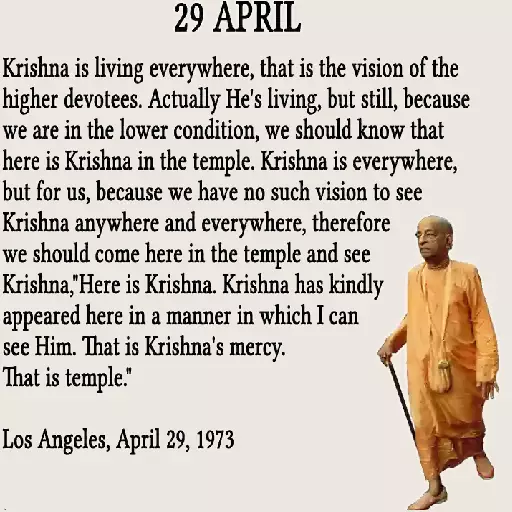 29 APRIL
Krishna is living everywhere, that is the vision of the
higher devotees. Actually He's living, but still, because
we are in the lower condition, we should know that
here is Krishna in the temple. Krishna is everywhere,
but for us, because we have no such vision to see
Krishna anywhere and everywhere, therefore
we should come here in the temple and see
Krishna,"Here is Krishna. Krishna has kindly
appeared here in a manner in which I can
see Him. That is Krishna's mercy.
That is temple."
Los Angeles, April 29, 1973